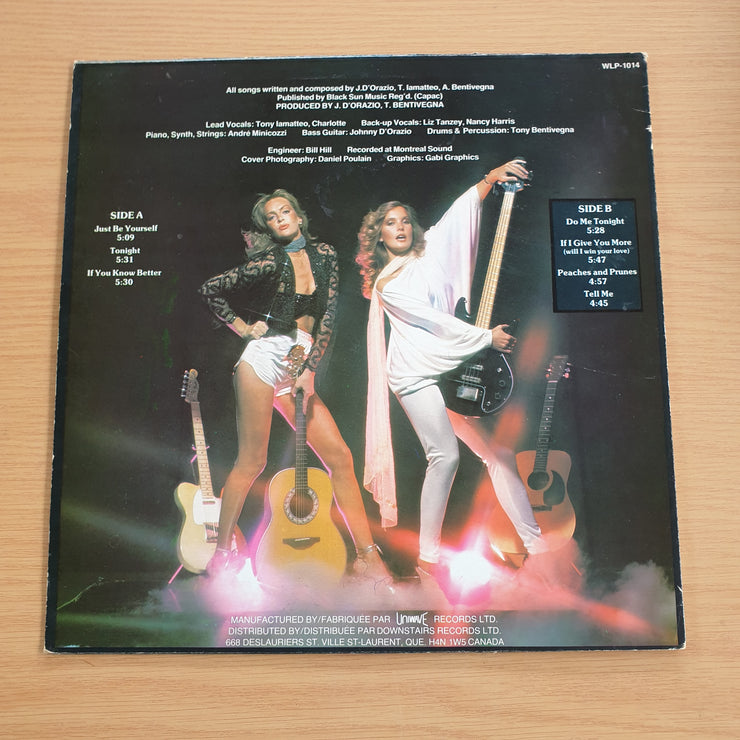 WLP-1014
All songs written and composed by J.D'Orazio, T. Iamatteo, A. Bentivegna
Published by Black Sun Music Reg'd. (Capac)
PRODUCED BY J. D'ORAZIO, T. BENTIVEGNA
Lead Vocals: Tony Iamatteo, Charlotte Back-up Vocals: Liz Tanzey, Nancy Harris
Piano, Synth, Strings: André Minicozzi Bass Guitar: Johnny D'Orazio Drums & Percussion: Tony Bentivegna
Engineer: Bill Hill Recorded at Montreal Sound
Cover Photography: Daniel Poulain Graphics: Gabi Graphics
SIDE A
Just Be Yourself
5:09
Tonight
5:31
If You Know Better
5:30
SIDE B
Do Me Tonight
5:28
If I Give You More
(will I win your love)
5:47
Peaches and Prunes
4:57
Tell Me
4:45
MANUFACTURED BY/FABRIQUÉE PAR UNIWAVE RECORDS LTD.
DISTRIBUTED BY/DISTRIBUÉE PAR DOWNSTAIRS RECORDS LTD.
668 DESLAURIERS ST. VILLE ST-LAURENT, QUE. H4N 1W5 CANADA